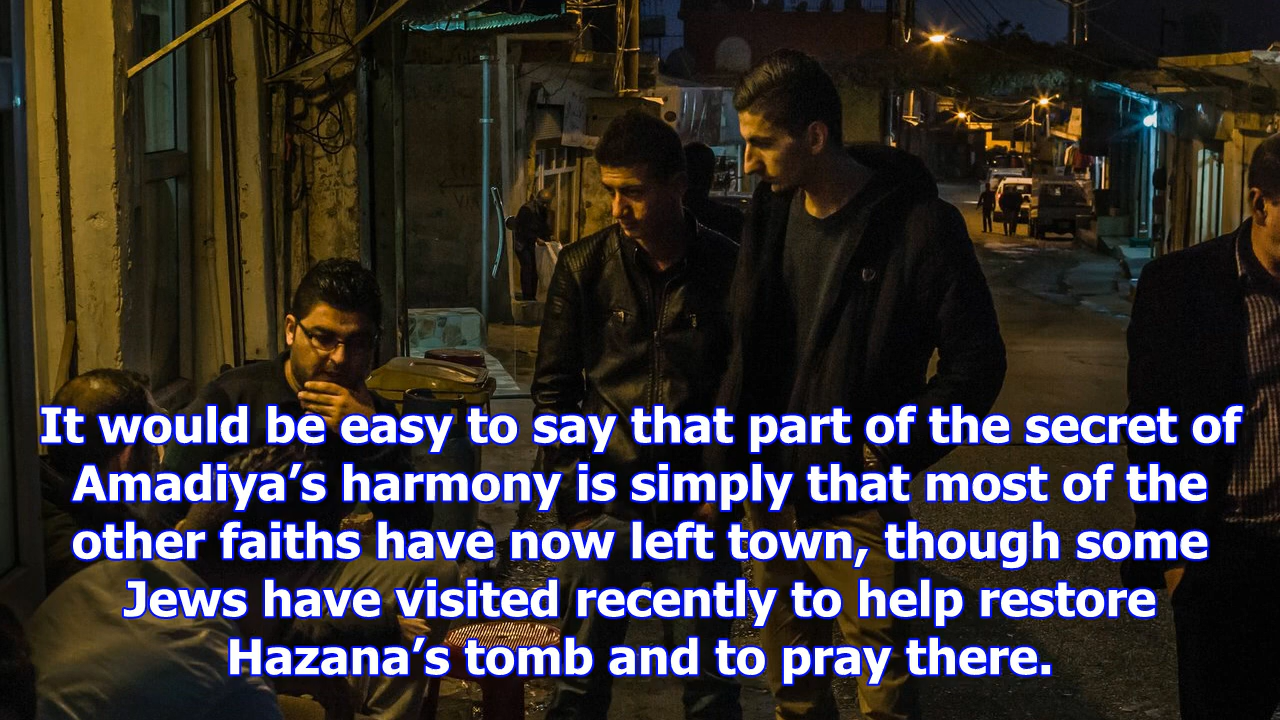 It would be easy to say that part of the secret of
Amadiya’s harmony is simply that most of the
other faiths have now left town, though some
Jews have visited recently to help restore
Hazana’s tomb and to pray there.